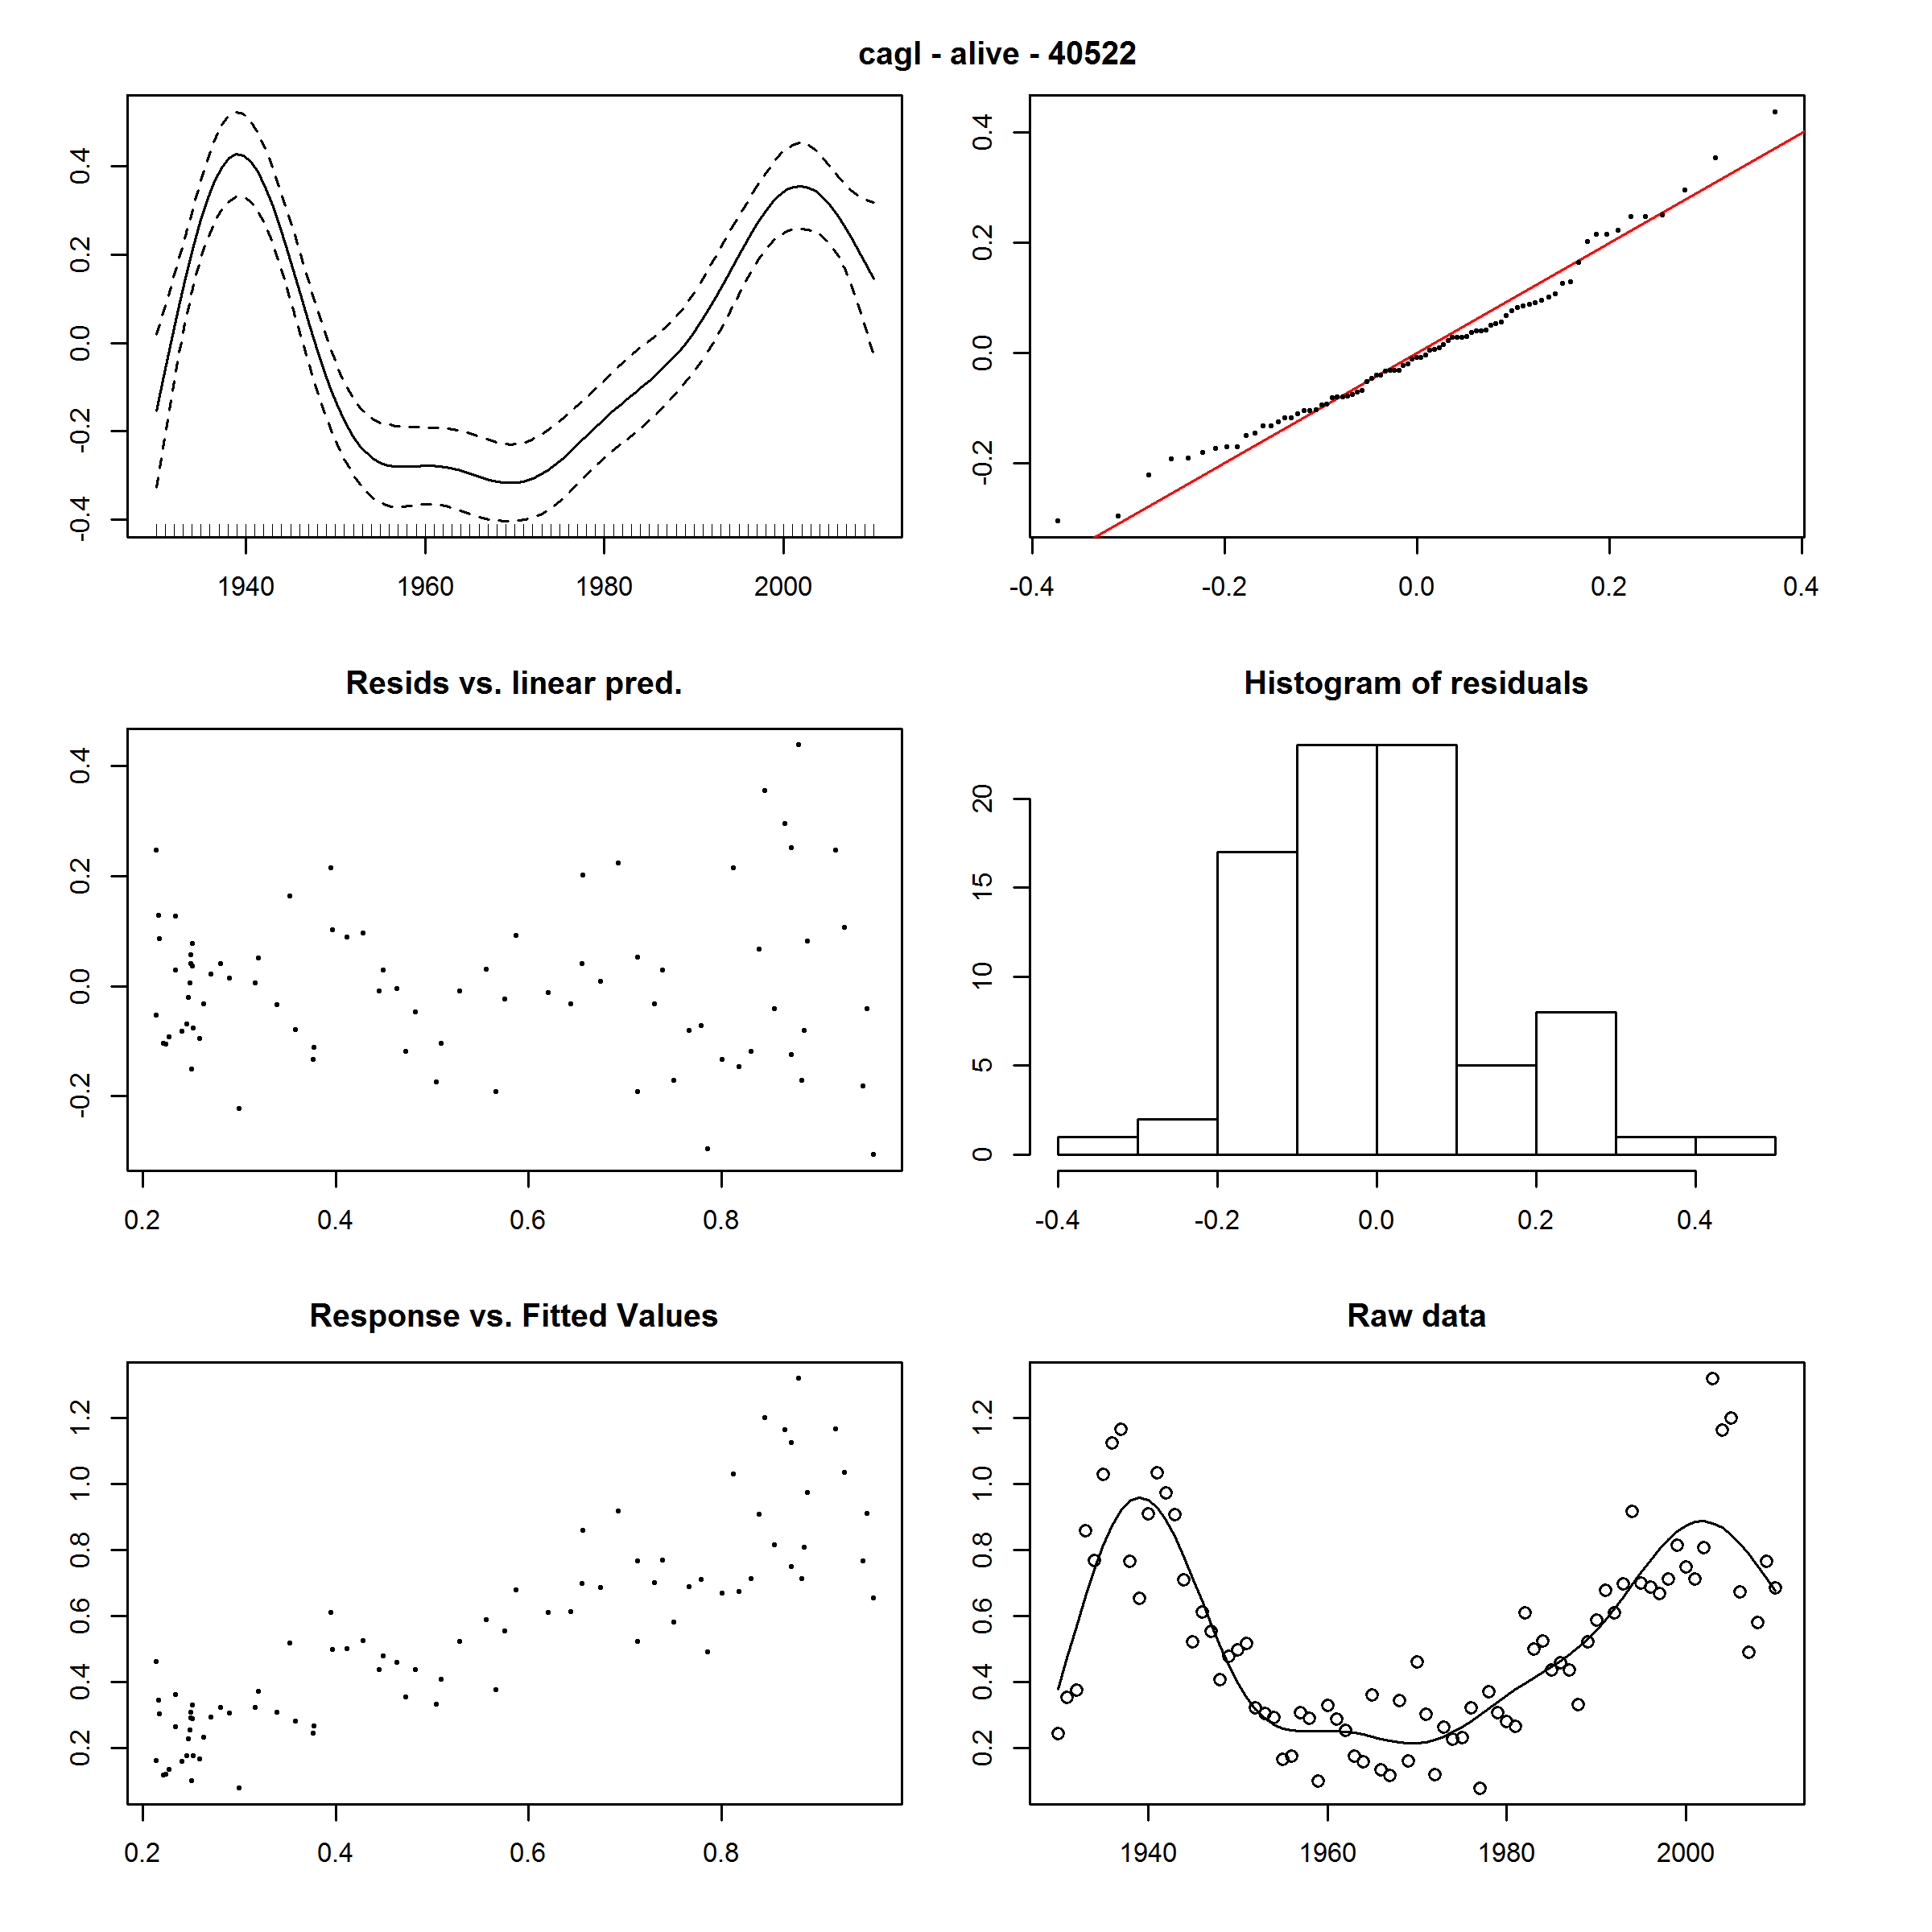 cagl - alive - 40522
0.4
0.2
0.0
-0.2
-0.4
1940 1960 1980 2000
0.4
0.2
0.0
-0.2
-0.4 -0.2 0.0 0.2 0.4
Resids vs. linear pred.
0.4
0.2
0.0
-0.2
0.2 0.4 0.6 0.8
Histogram of residuals
20
15
10
5
0
-0.4 -0.2 0.0 0.2 0.4
Response vs. Fitted Values
1.2
1.0
0.8
0.6
0.4
0.2
0.2 0.4 0.6 0.8
Raw data
1.2
1.0
0.8
0.6
0.4
0.2
1940 1960 1980 2000